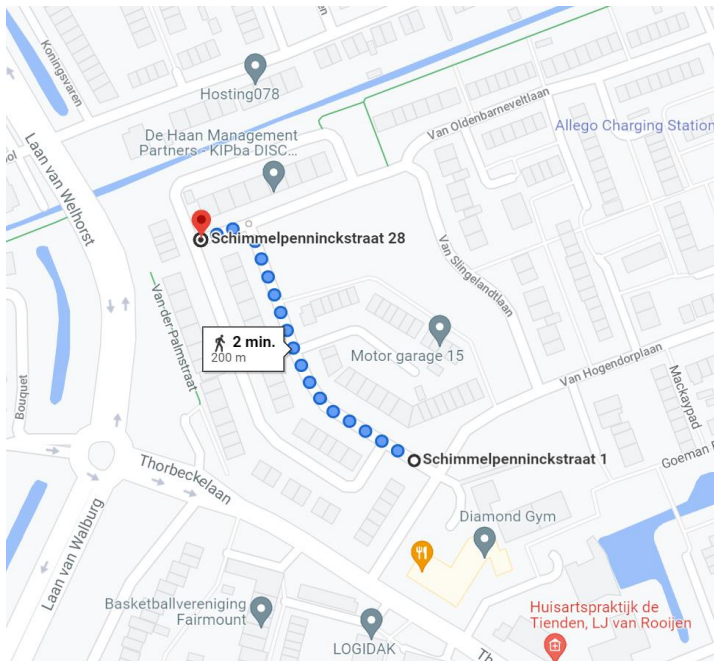 Koningsvaren
Hosting078
De Haan Management
Partners - KIPba DISC...
Van Oldenbarneveltlaan
Allego Charging Station
Laan van Welhorst
Schimmelpenninckstraat 28
Van Slingelandtlaan
Van der Palmstraat
2 min.
200 m
Motor garage 15
Van Hogendorplaan
Bouquet
Mackaypad
Schimmelpenninckstraat 1
Goeman
Thorbeckelaan
Diamond Gym
Laan van Walburg
Basketbalvereniging
Fairmount
LOGIDAK
Huisartspraktijk de
Tienden, LJ van Rooijen